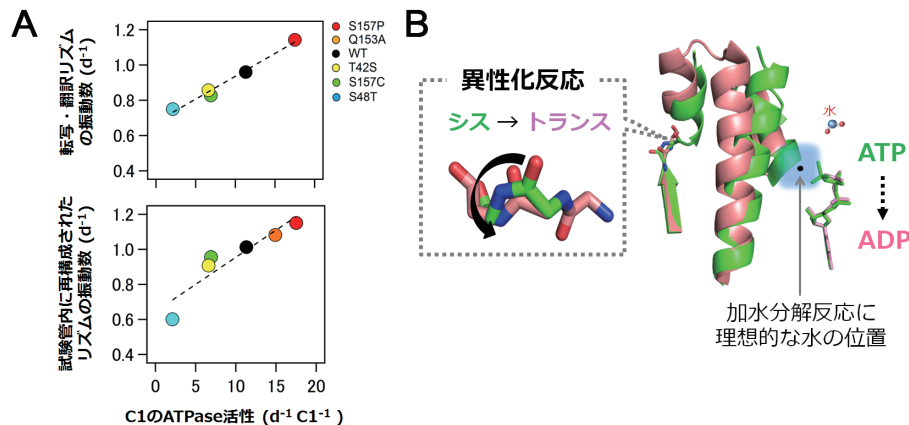 A
転写・翻訳リズム
の振動数 (d⁻¹)
1.2
1.0
0.8
0.6
0.4
S157P
Q153A
WT
T42S
S157C
S48T
試験管内に再構成された
リズムの振動数 (d⁻¹)
1.2
1.0
0.8
0.6
0.4
0
5
10
15
20
C1のATPase活性 (d⁻¹ C1⁻¹ )
B
異性化反応
シス → トランス
水
ATP
ADP
加水分解反応に
理想的な水の位置